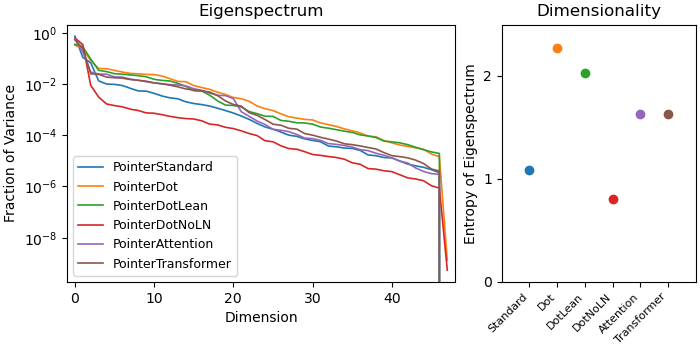 Eigenspectrum
Fraction of Variance
10⁰
10⁻²
10⁻⁴
10⁻⁶
10⁻⁸
PointerStandard
PointerDot
PointerDotLean
PointerDotNoLN
PointerAttention
PointerTransformer
0
10
20
30
40
Dimension
Dimensionality
Entropy of Eigenspectrum
2
1
0
Standard
Dot
DotLean
DotNoLN
Attention
Transformer